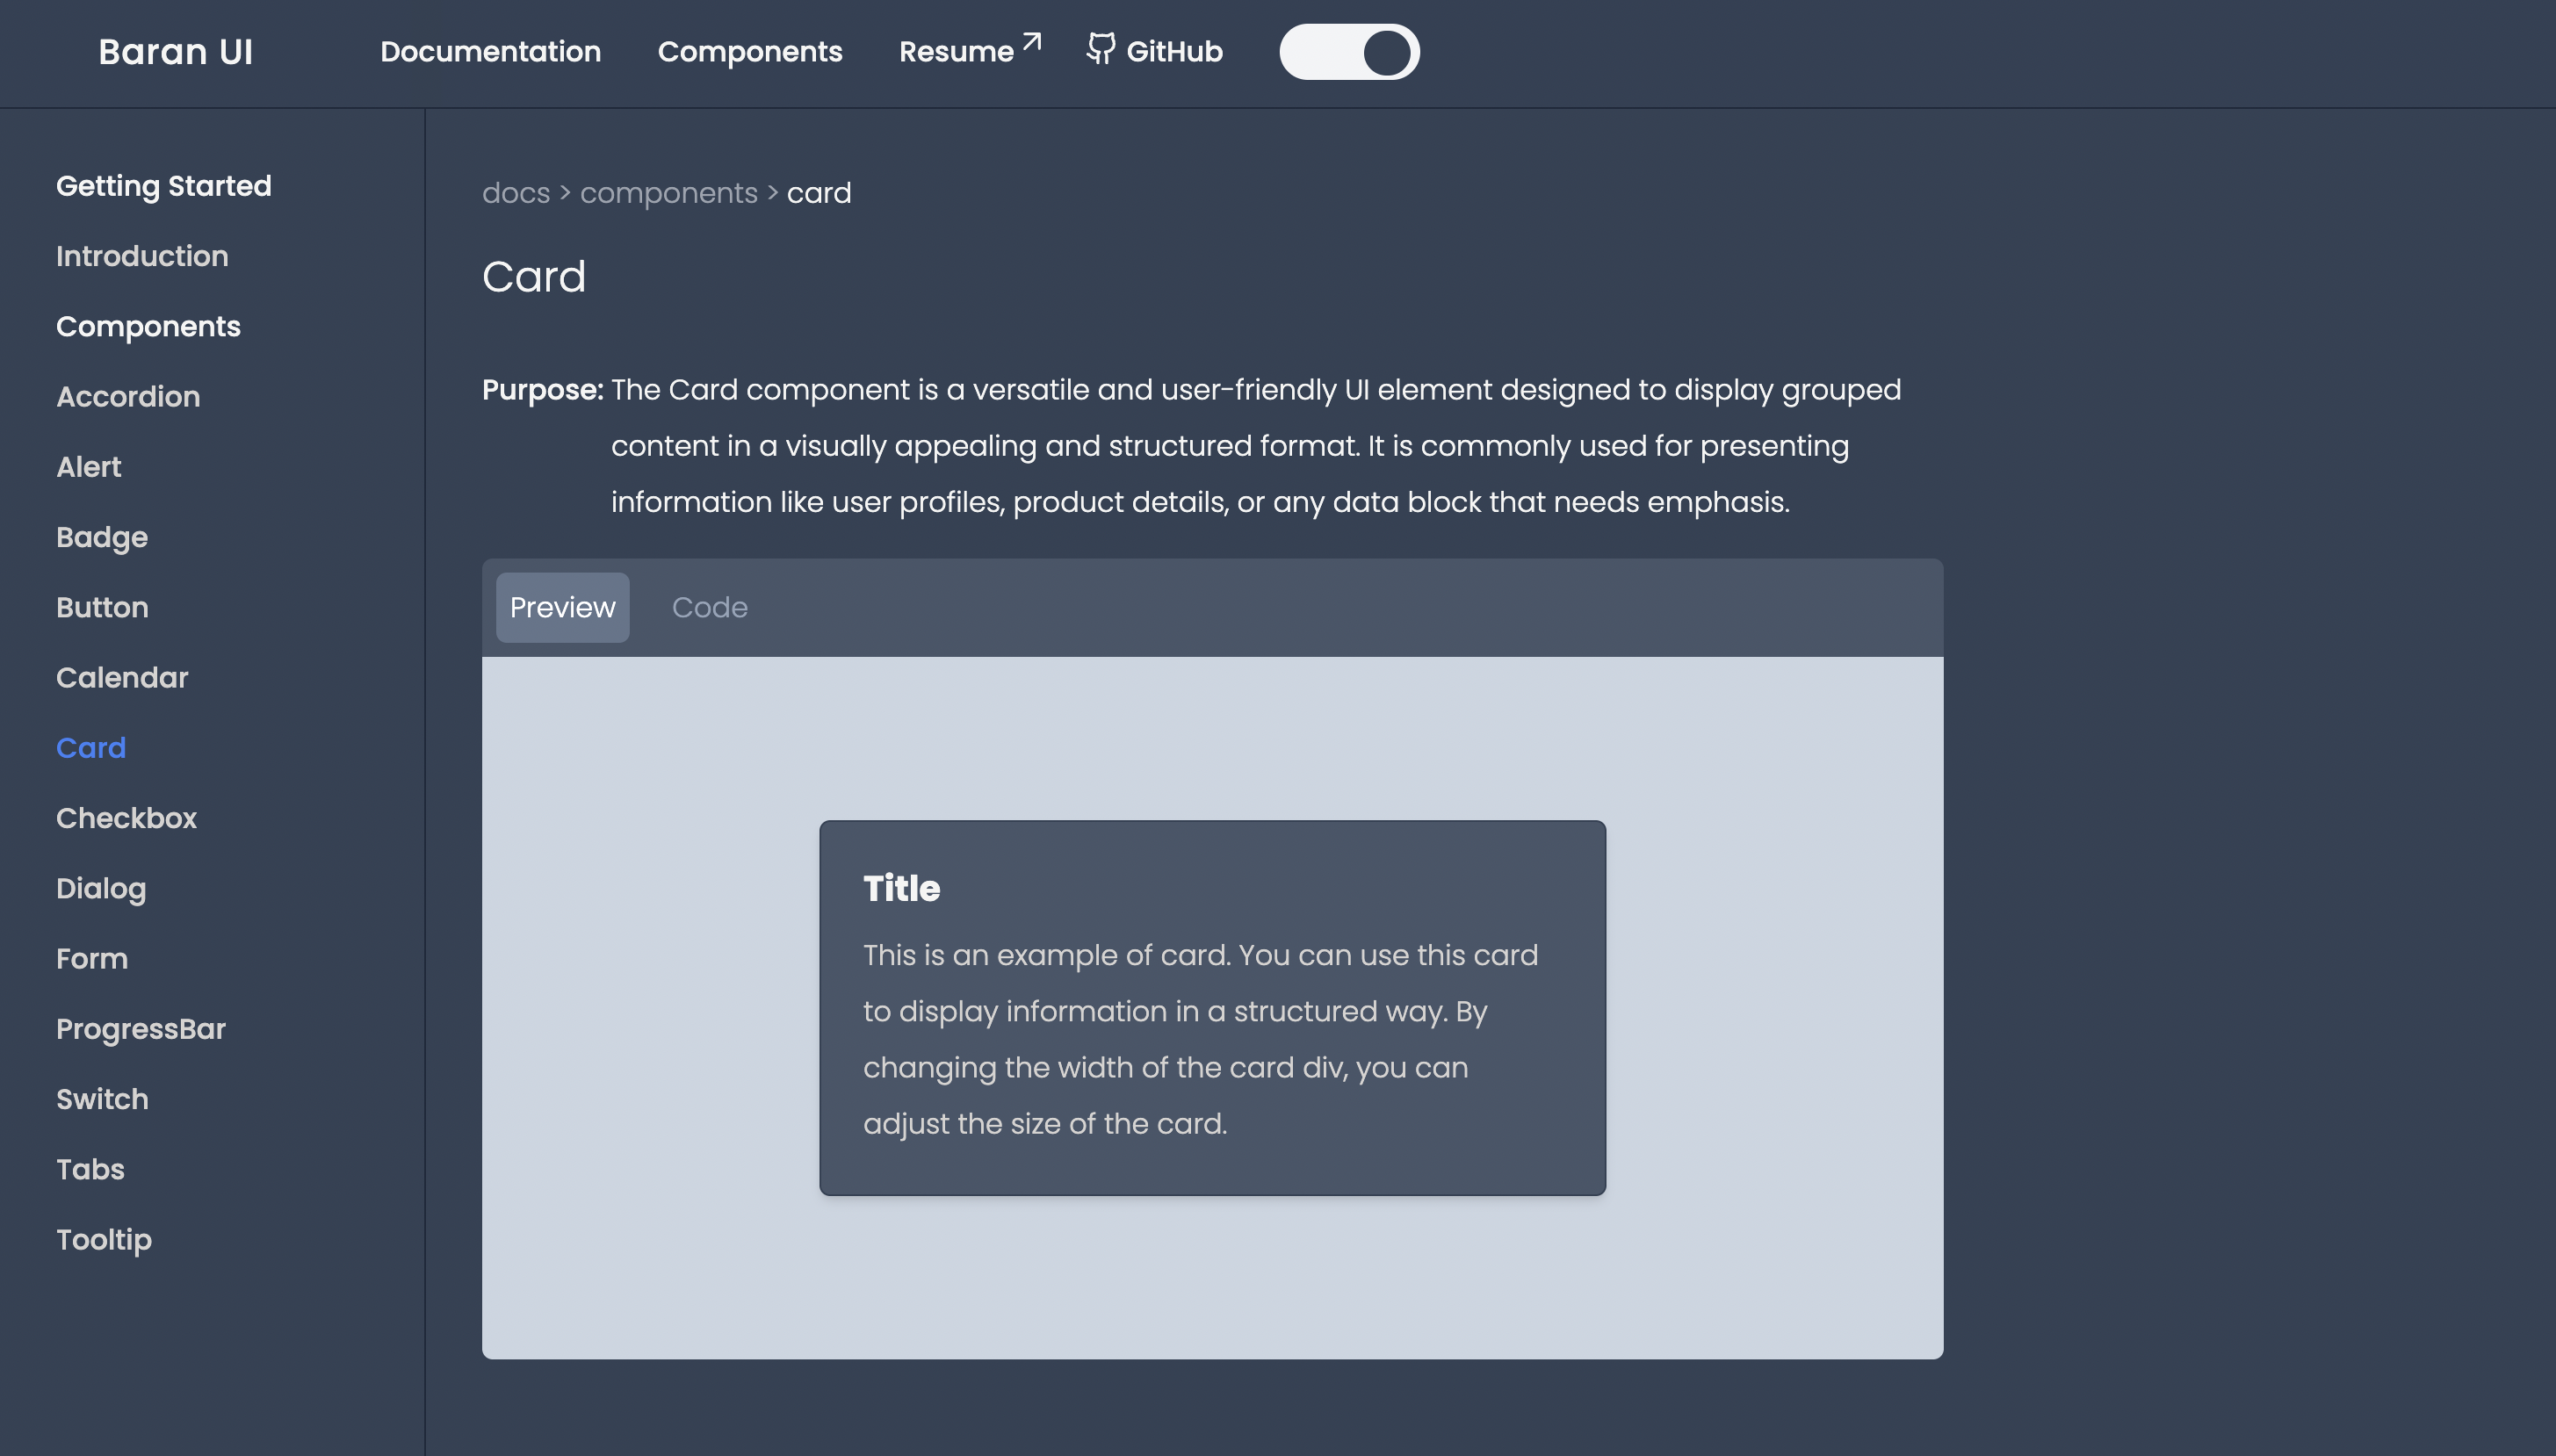 Baran UI
Documentation
Components
Resume
GitHub
Getting Started
Introduction
Components
Accordion
Alert
Badge
Button
Calendar
Card
Checkbox
Dialog
Form
ProgressBar
Switch
Tabs
Tooltip
docs > components > card
Card
Purpose: The Card component is a versatile and user-friendly UI element designed to display grouped
content in a visually appealing and structured format. It is commonly used for presenting
information like user profiles, product details, or any data block that needs emphasis.
Preview
Code
Title
This is an example of card. You can use this card
to display information in a structured way. By
changing the width of the card div, you can
adjust the size of the card.